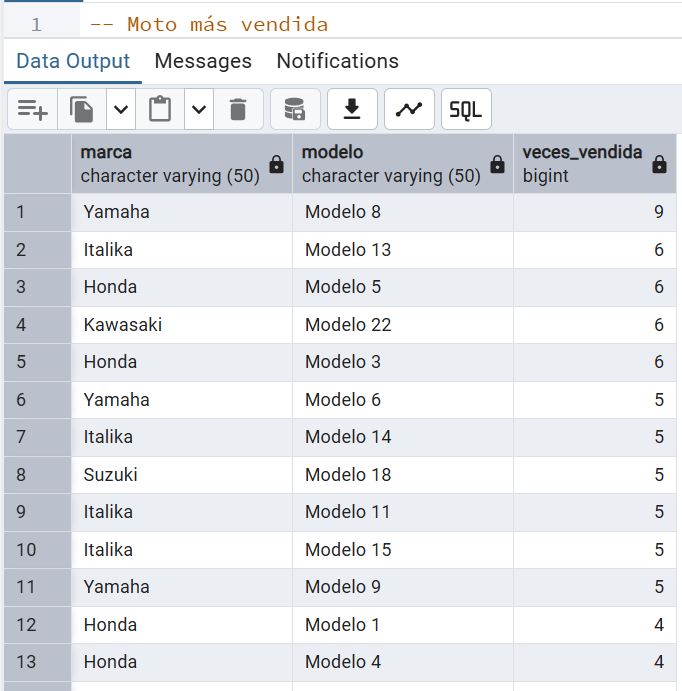 1 -- Moto más vendida
Data Output Messages Notifications
SQL
marca modelo veces_vendida
character varying (50) character varying (50) bigint
1 Yamaha Modelo 8 9
2 Italika Modelo 13 6
3 Honda Modelo 5 6
4 Kawasaki Modelo 22 6
5 Honda Modelo 3 6
6 Yamaha Modelo 6 5
7 Italika Modelo 14 5
8 Suzuki Modelo 18 5
9 Italika Modelo 11 5
10 Italika Modelo 15 5
11 Yamaha Modelo 9 5
12 Honda Modelo 1 4
13 Honda Modelo 4 4